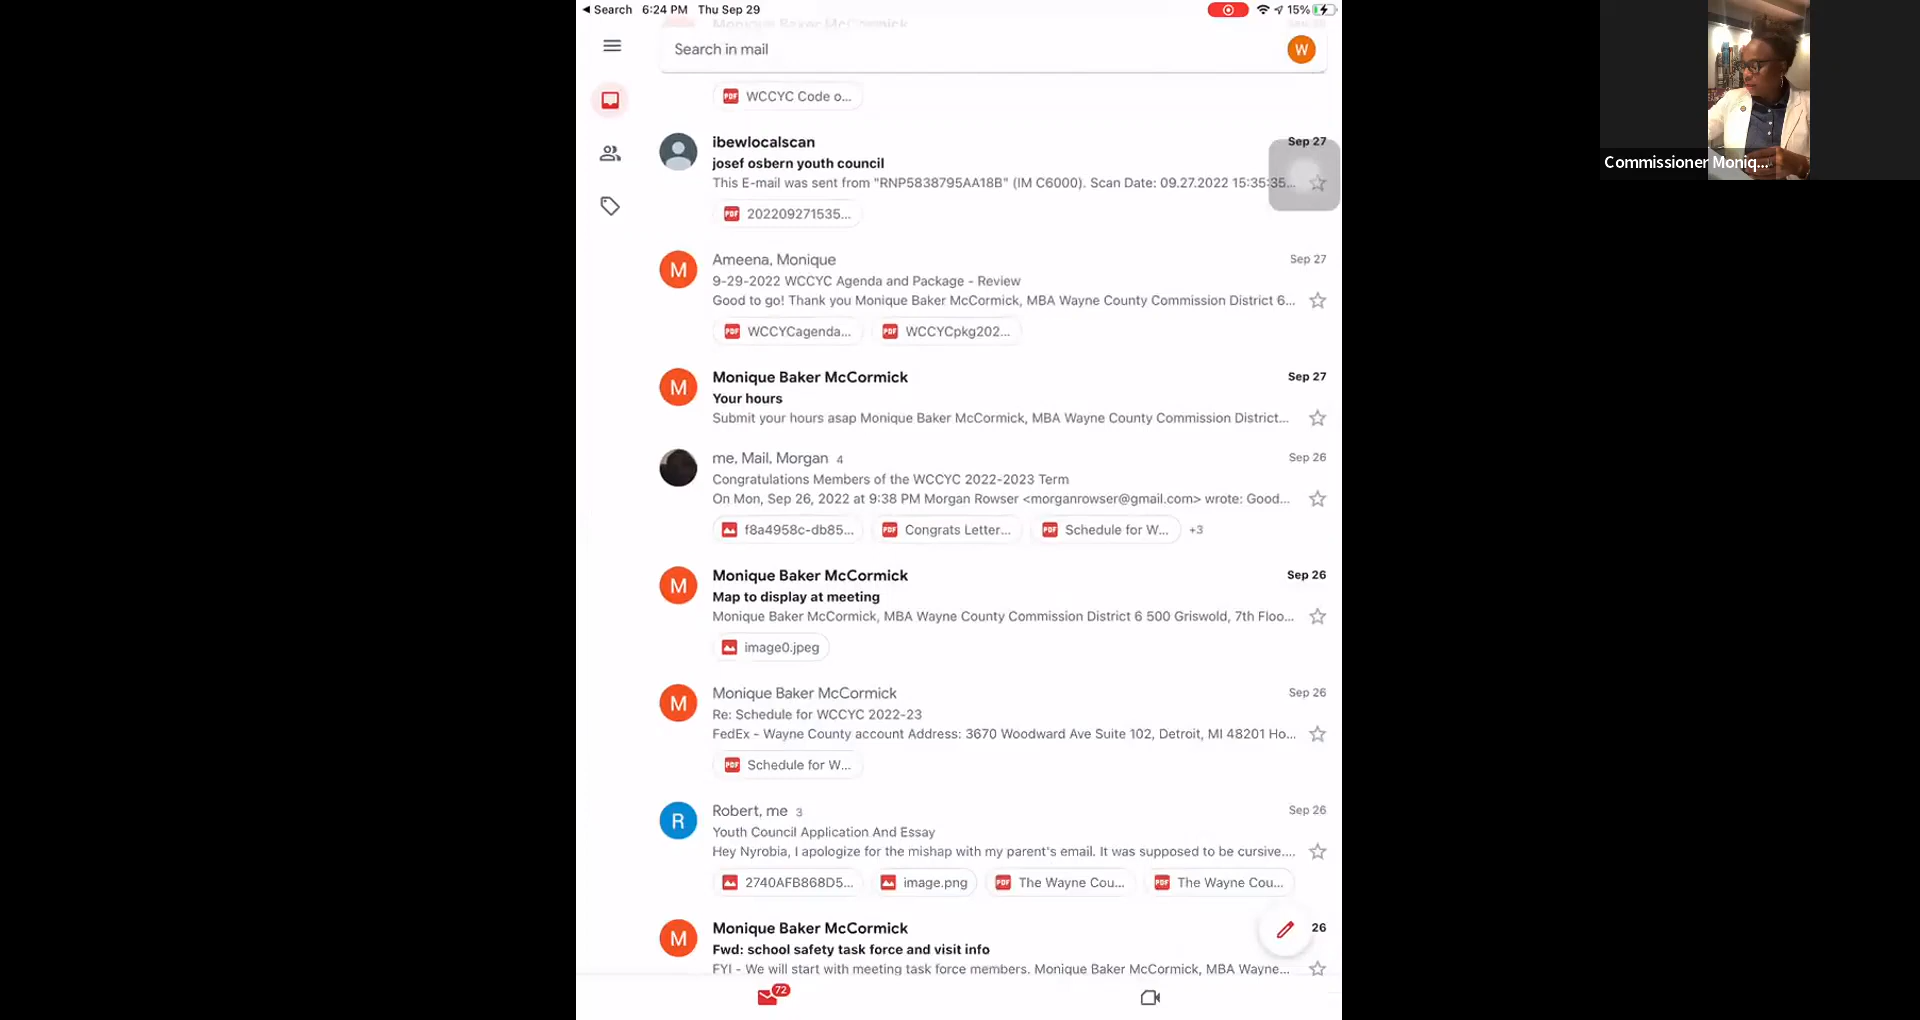 Search 6:24 PM Thu Sep 29
15%
Search in mail
W
PDF WCCYC Code o...
ibewlocalscan Sep 27
josef osbern youth council
This E-mail was sent from "RNP5838795AA18B" (IM C6000). Scan Date: 09.27.2022 15:35:35...
PDF 202209271535...
M Ameena, Monique Sep 27
9-29-2022 WCCYC Agenda and Package - Review
Good to go! Thank you Monique Baker McCormick, MBA Wayne County Commission District 6...
PDF WCCYCagenda... PDF WCCYCpkg202...
M Monique Baker McCormick Sep 27
Your hours
Submit your hours asap Monique Baker McCormick, MBA Wayne County Commission District...
me, Mail, Morgan 4 Sep 26
Congratulations Members of the WCCYC 2022-2023 Term
On Mon, Sep 26, 2022 at 9:38 PM Morgan Rowser <morganrowser@gmail.com> wrote: Good...
f8a4958c-db85... PDF Congrats Letter... PDF Schedule for W... +3
M Monique Baker McCormick Sep 26
Map to display at meeting
Monique Baker McCormick, MBA Wayne County Commission District 6 500 Griswold, 7th Floo...
image0.jpeg
M Monique Baker McCormick Sep 26
Re: Schedule for WCCYC 2022-23
FedEx - Wayne County account Address: 3670 Woodward Ave Suite 102, Detroit, MI 48201 Ho...
PDF Schedule for W...
R Robert, me 3 Sep 26
Youth Council Application And Essay
Hey Nyrobia, I apologize for the mishap with my parent's email. It was supposed to be cursive....
2740AFB868D5... image.png PDF The Wayne Cou... PDF The Wayne Cou...
M Monique Baker McCormick 26
Fwd: school safety task force and visit info
FYI - We will start with meeting task force members. Monique Baker McCormick, MBA Wayne...
72
Commissioner Moniq...